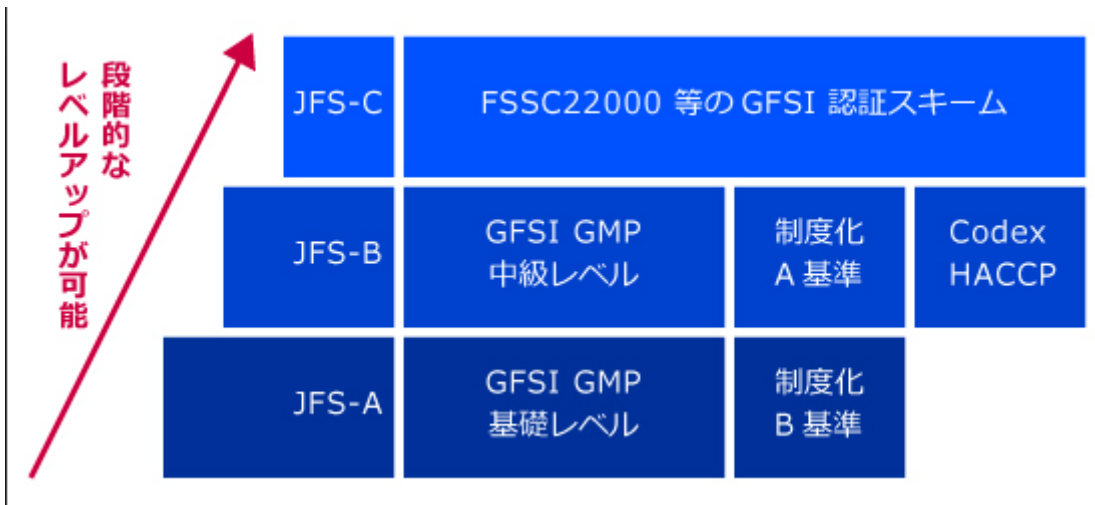 段階的な
レベルアップが可能
JFS-C
FSSC22000 等の GFSI 認証スキーム
JFS-B
GFSI GMP
中級レベル
制度化
A 基準
Codex
HACCP
JFS-A
GFSI GMP
基礎レベル
制度化
B 基準